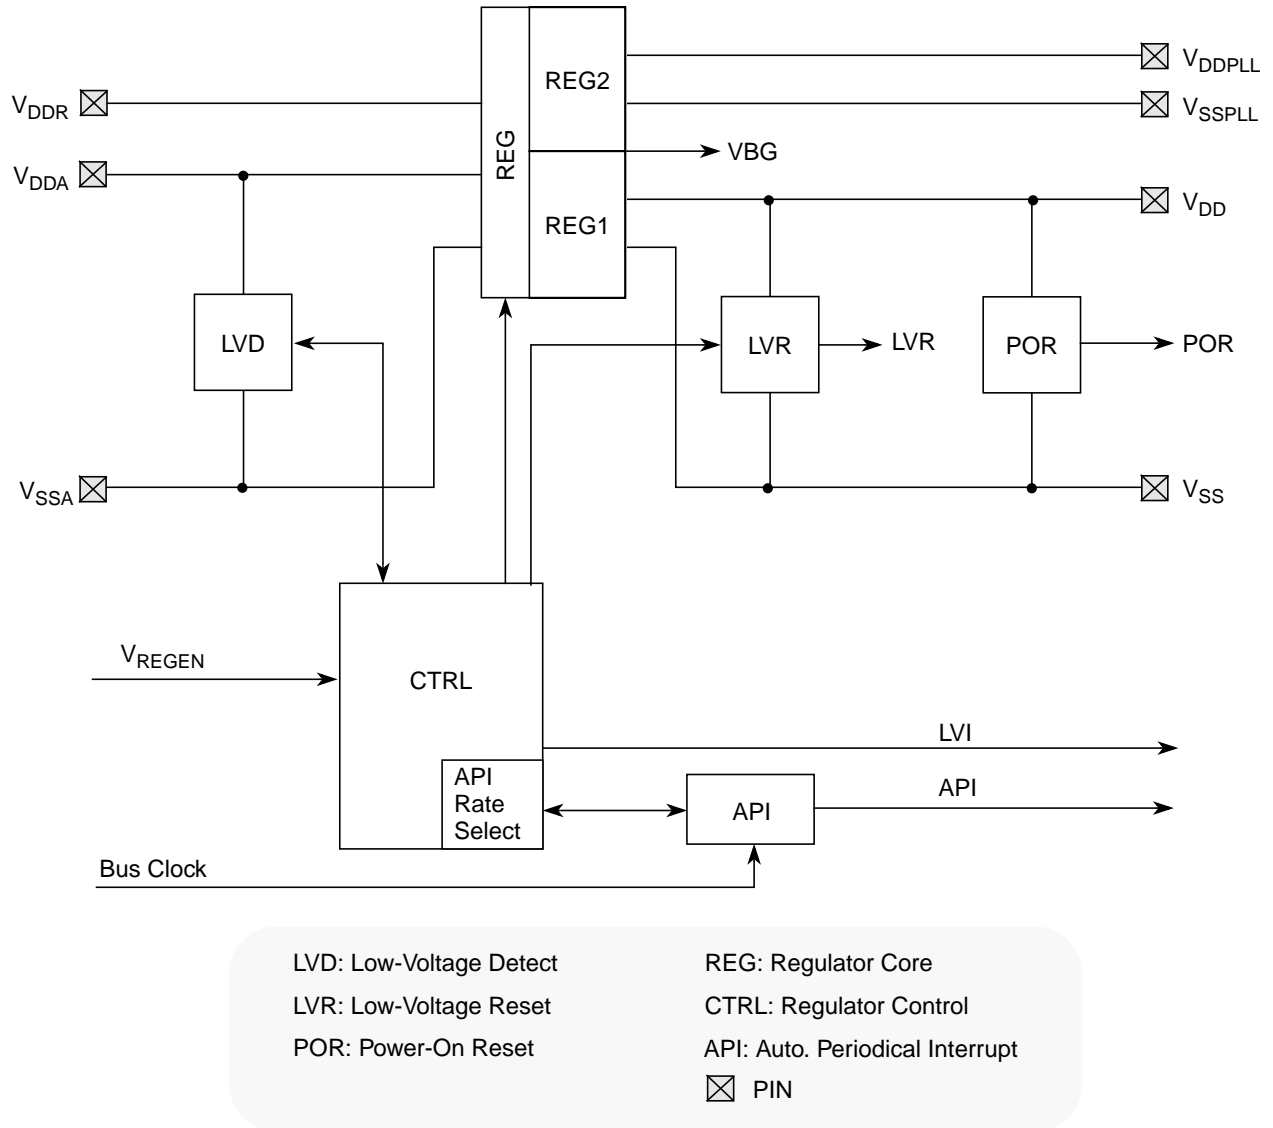 VDDPLL
REG2
VDDR
VSSPLL
REG
VBG
VDDA
VDD
REG1
LVD
LVR
LVR
POR
POR
VSSA
VSS
VREGEN
CTRL
LVI
API
Rate
Select
API
API
Bus Clock
LVD: Low-Voltage Detect
LVR: Low-Voltage Reset
POR: Power-On Reset
REG: Regulator Core
CTRL: Regulator Control
API: Auto. Periodical Interrupt
PIN